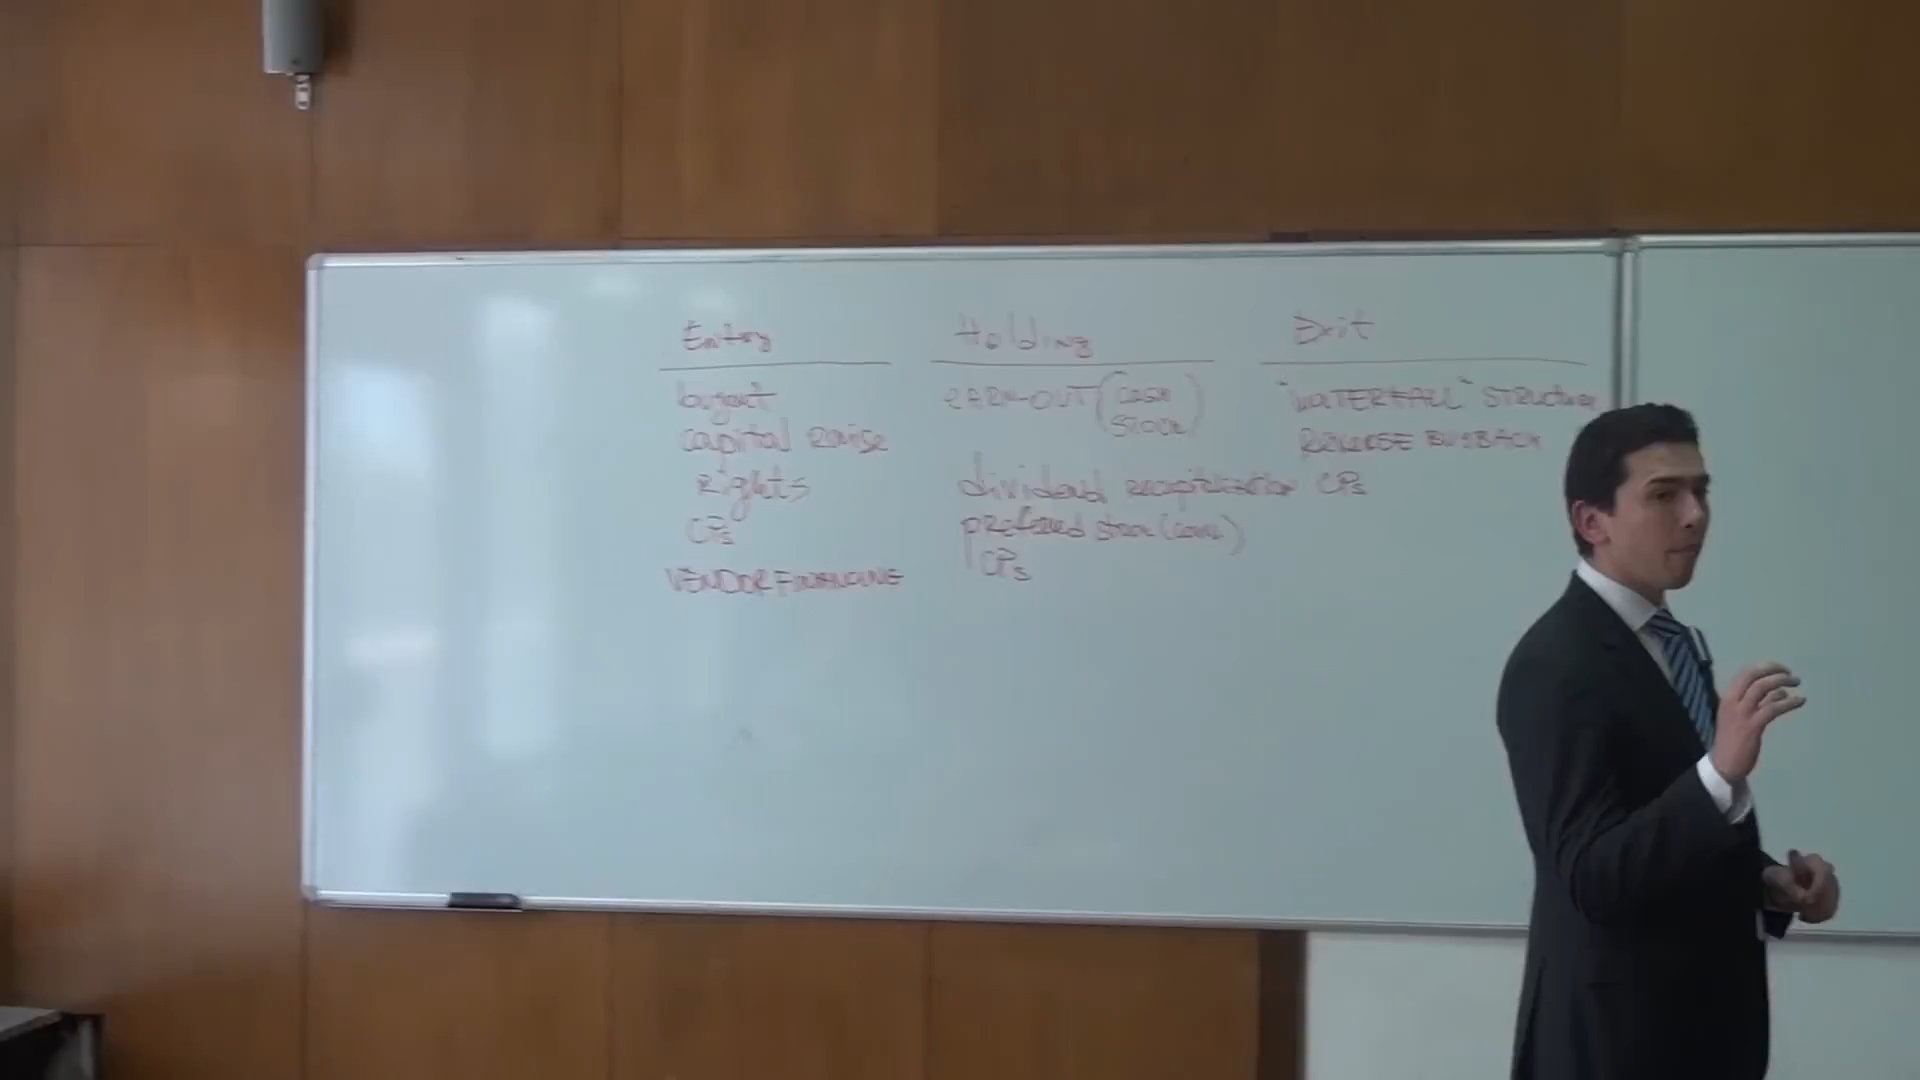 Entry
buyout
capital raise
rights
CPs
VENDOR FINANCING
Holding
EARN-OUT (CASH
STOCK)
dividend recapitalisation
preferred stock (conv)
CPs
Exit
"WATERFALL" STRUCTURE
REVERSE BUYBACK
CPs